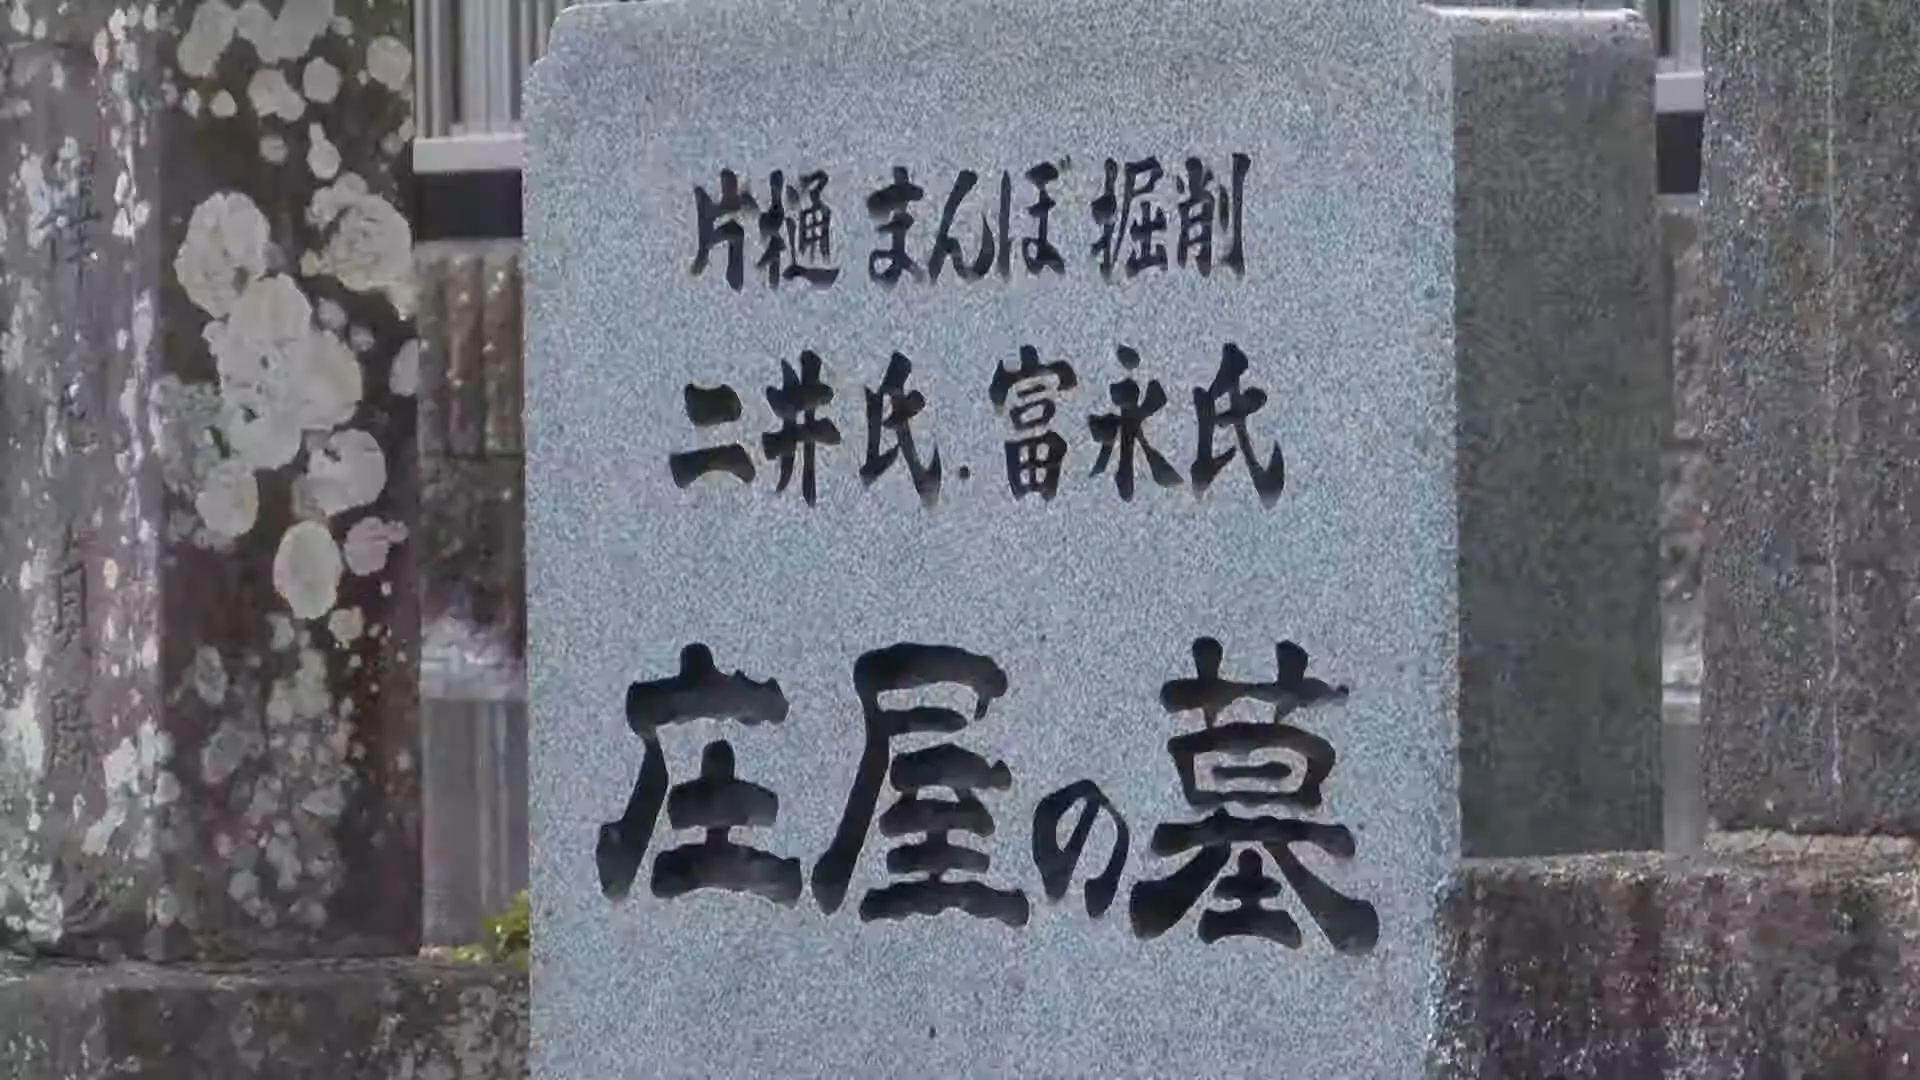 片樋 まんぼ 掘削
二井氏.富永氏
庄屋の墓